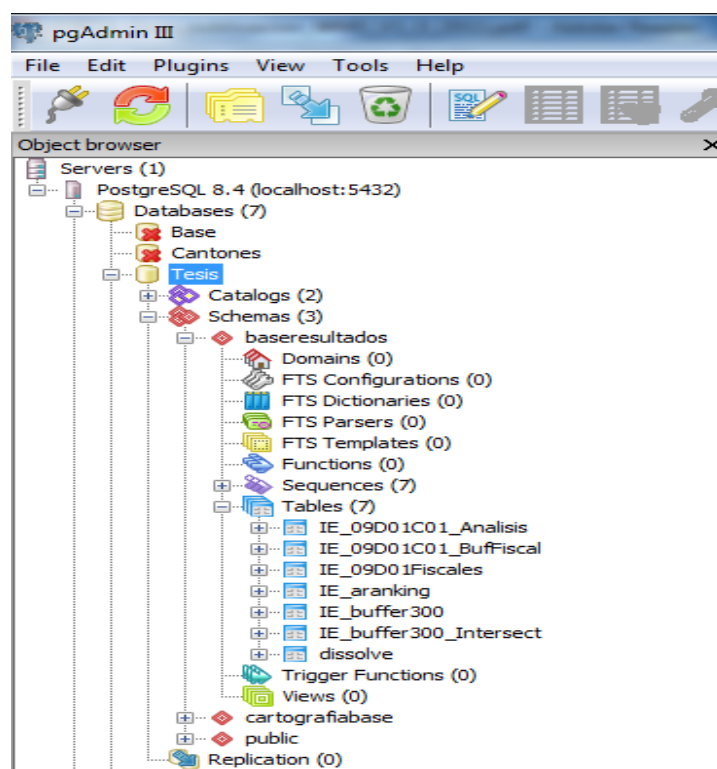 pgAdmin III
File Edit Plugins View Tools Help
SQL
Object browser
Servers (1)
PostgreSQL 8.4 (localhost:5432)
Databases (7)
Base
Cantones
Tesis
Catalogs (2)
Schemas (3)
baseresultados
Domains (0)
FTS Configurations (0)
FTS Dictionaries (0)
FTS Parsers (0)
FTS Templates (0)
Functions (0)
Sequences (7)
Tables (7)
IE_09D01C01_Analisis
IE_09D01C01_BufFiscal
IE_09D01Fiscales
IE_aranking
IE_buffer300
IE_buffer300_Intersect
dissolve
Trigger Functions (0)
Views (0)
cartografiabase
public
Replication (0)